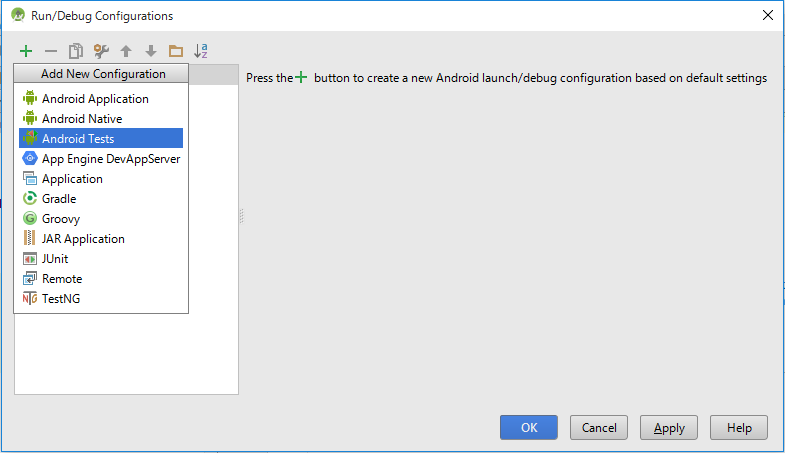 Run/Debug Configurations
Add New Configuration
Press the button to create a new Android launch/debug configuration based on default settings
Android Application
Android Native
Android Tests
App Engine DevAppServer
Application
Gradle
Groovy
JAR Application
JUnit
Remote
TestNG
OK Cancel Apply Help